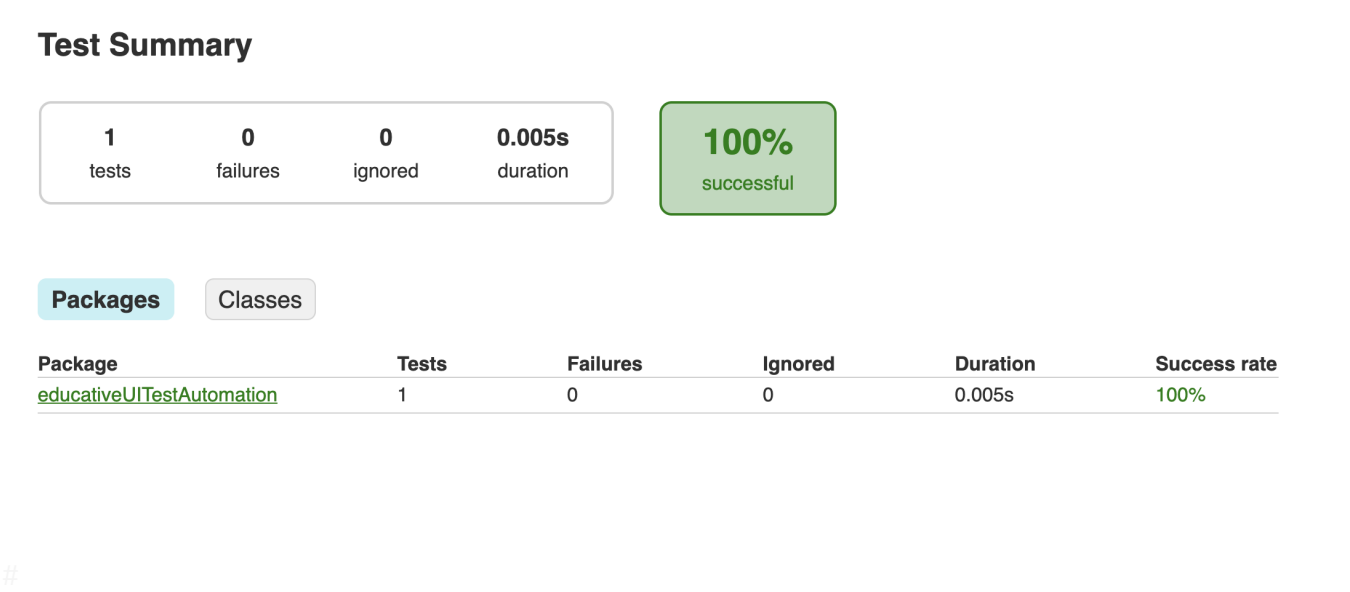 Test Summary
1 0 0 0.005s
tests failures ignored duration
100%
successful
Packages Classes
Package Tests Failures Ignored Duration Success rate
educativeUITestAutomation 1 0 0 0.005s 100%
#